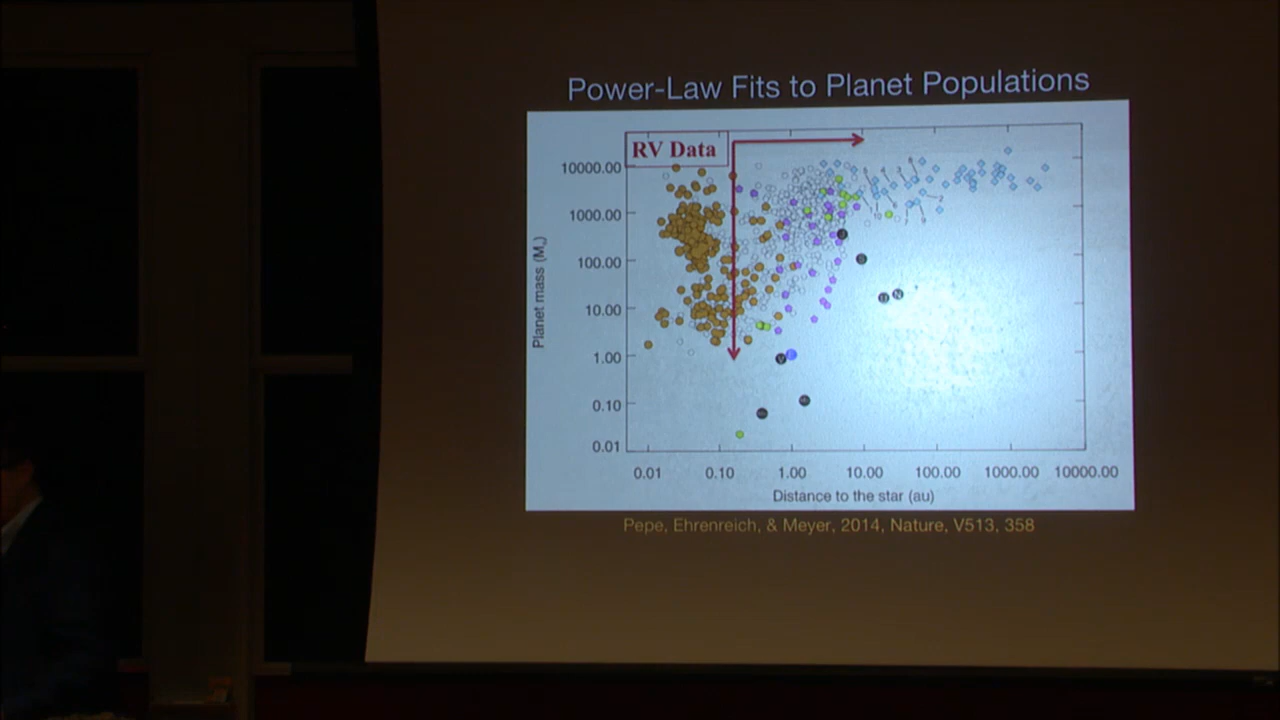 Power-Law Fits to Planet Populations
RV Data
10000.00
1000.00
100.00
10.00
1.00
0.10
0.01
Planet mass (M
J
S
U N
V
0.01 0.10 1.00 10.00 100.00 1000.00 10000.00
Distance to the star (au)
Pepe, Ehrenreich, & Meyer, 2014, Nature, V513, 358